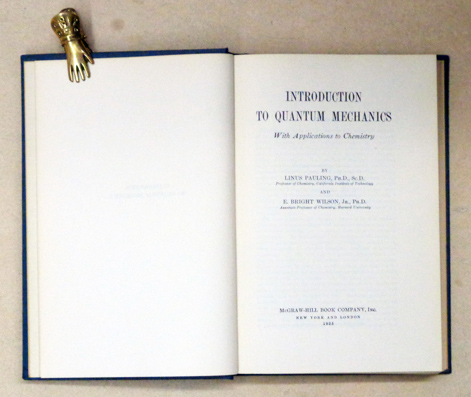 INTRODUCTION
TO QUANTUM MECHANICS
With Applications to Chemistry
BY
LINUS PAULING, Ph.D., Sc.D.
Professor of Chemistry, California Institute of Technology
AND
E. BRIGHT WILSON, Jr., Ph.D.
Associate Professor of Chemistry, Harvard University
McGRAW-HILL BOOK COMPANY, Inc.
NEW YORK AND LONDON